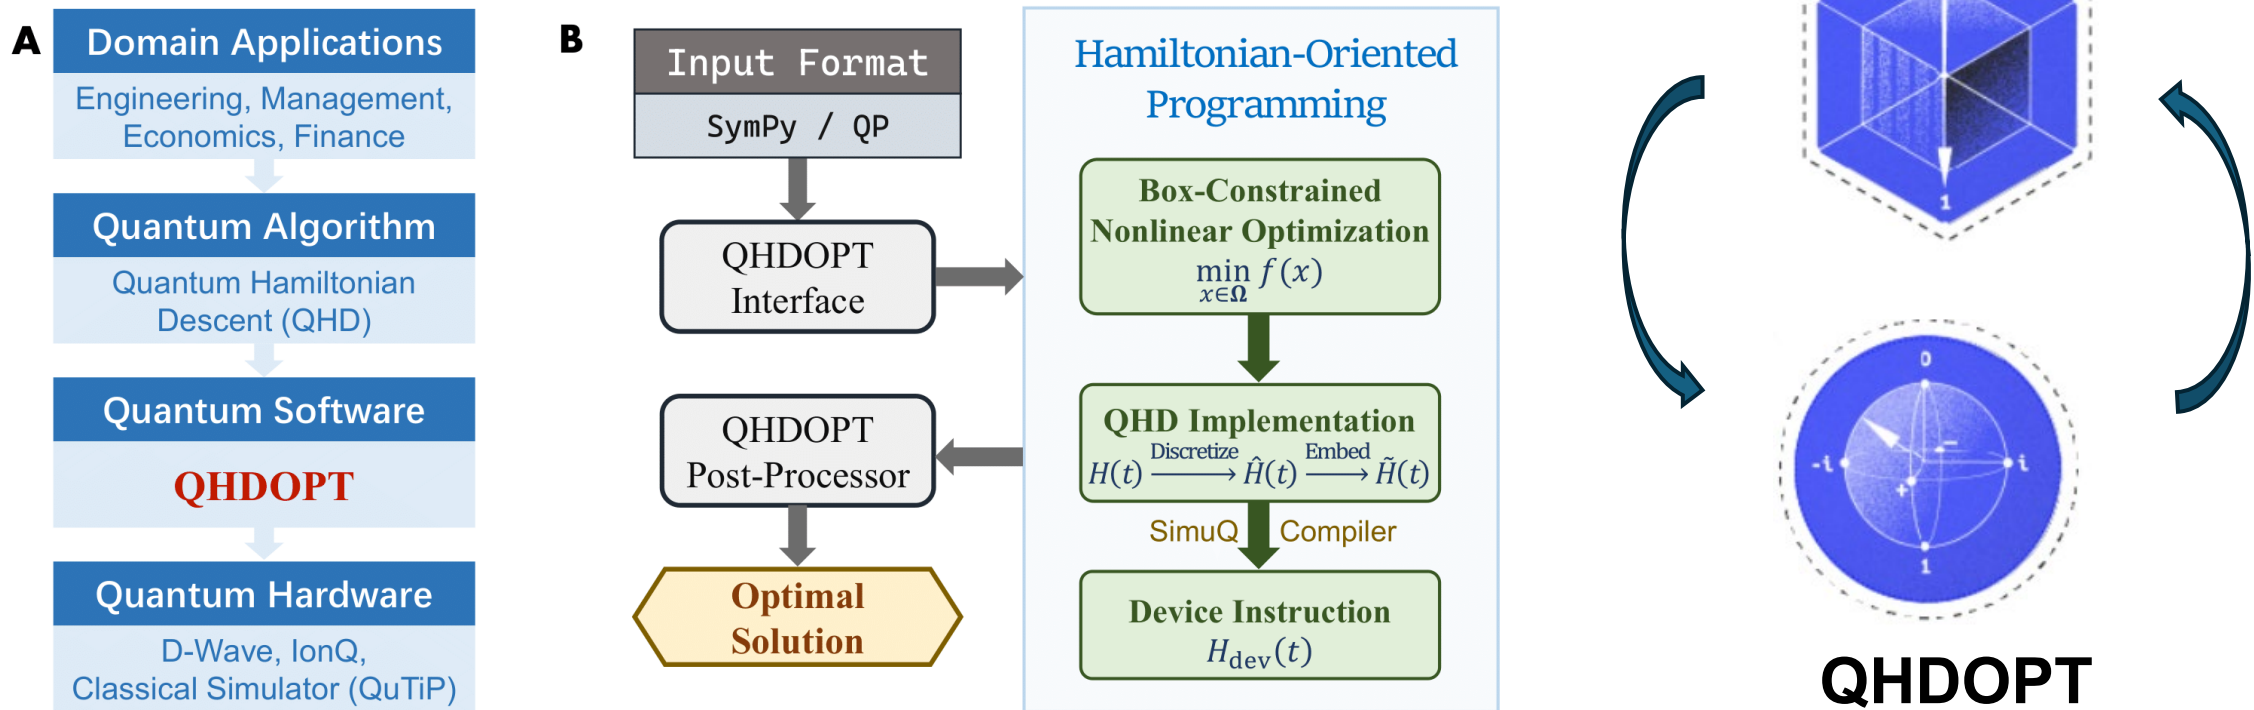 A
Domain Applications
Engineering, Management,
Economics, Finance
Quantum Algorithm
Quantum Hamiltonian
Descent (QHD)
Quantum Software
QHDOPT
Quantum Hardware
D-Wave, IonQ,
Classical Simulator (QuTiP)
B
Input Format
SymPy / QP
QHDOPT
Interface
QHDOPT
Post-Processor
Optimal
Solution
Hamiltonian-Oriented
Programming
Box-Constrained
Nonlinear Optimization
min f(x)
x∈Ω
QHD Implementation
Discretize Embed
H(t) ⟶ Ĥ(t) ⟶ H̃(t)
SimuQ Compiler
Device Instruction
H_dev(t)
1
0
-i i
+ −
1
QHDOPT